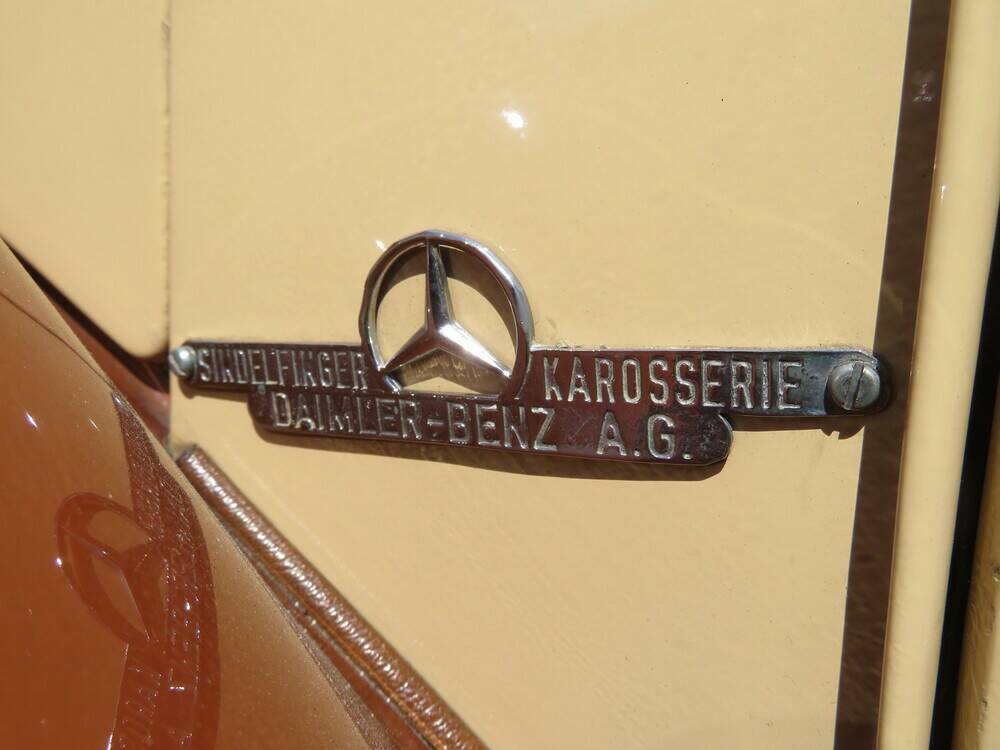 SINDELFINGER KAROSSERIE
DAIMLER-BENZ A.G.